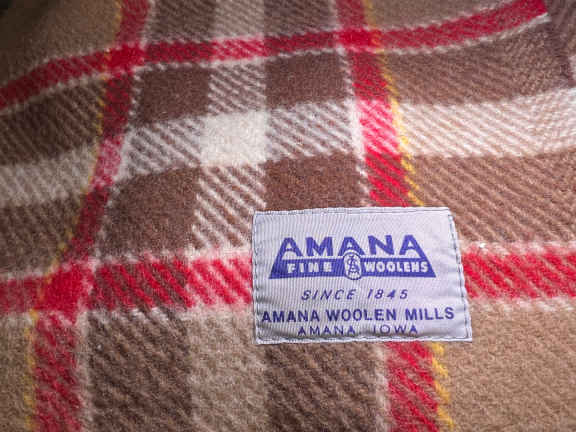 AMANA
FINE WOOLENS
SINCE 1845
AMANA WOOLEN MILLS
AMANA, IOWA